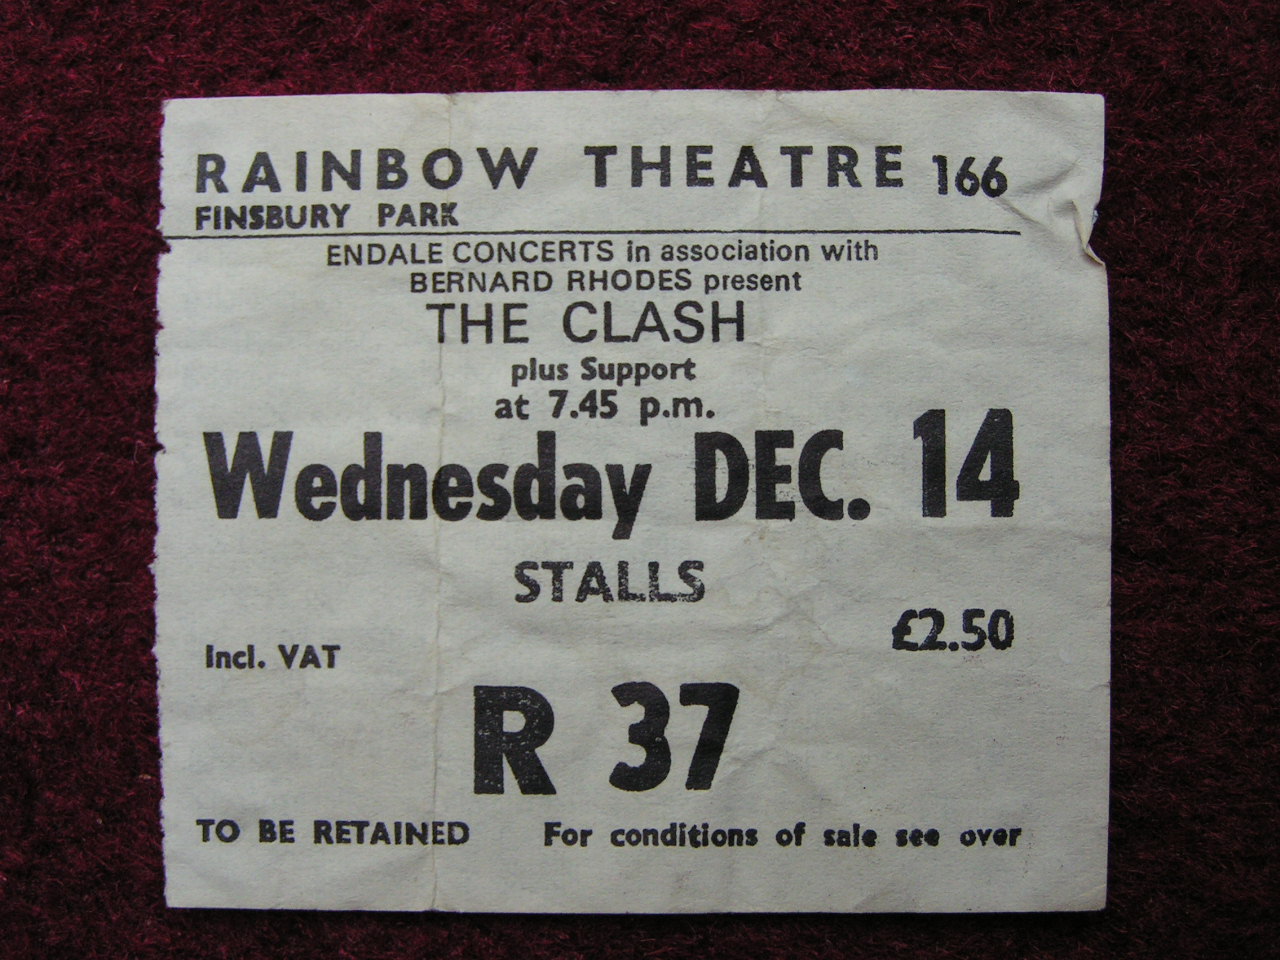 RAINBOW THEATRE 166
FINSBURY PARK
ENDALE CONCERTS in association with
BERNARD RHODES present
THE CLASH
plus Support
at 7.45 p.m.
Wednesday DEC. 14
STALLS
£2.50
Incl. VAT
R 37
TO BE RETAINED For conditions of sale see over